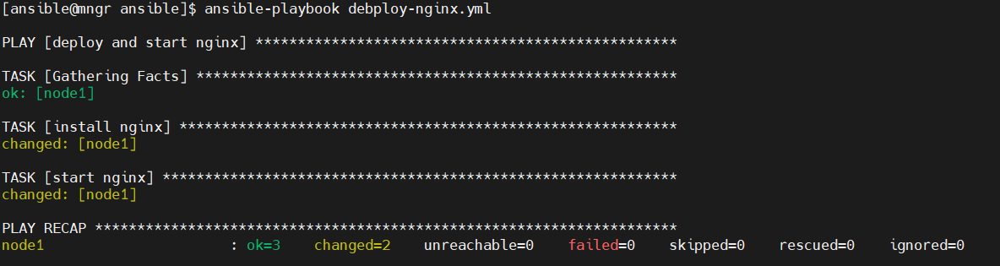 [ansible@mngr ansible]$ ansible-playbook debploy-nginx.yml
PLAY [deploy and start nginx] **************************************************
TASK [Gathering Facts] *********************************************************
ok: [node1]
TASK [install nginx] ***********************************************************
changed: [node1]
TASK [start nginx] *************************************************************
changed: [node1]
PLAY RECAP *********************************************************************
node1                      : ok=3    changed=2    unreachable=0    failed=0    skipped=0    rescued=0    ignored=0